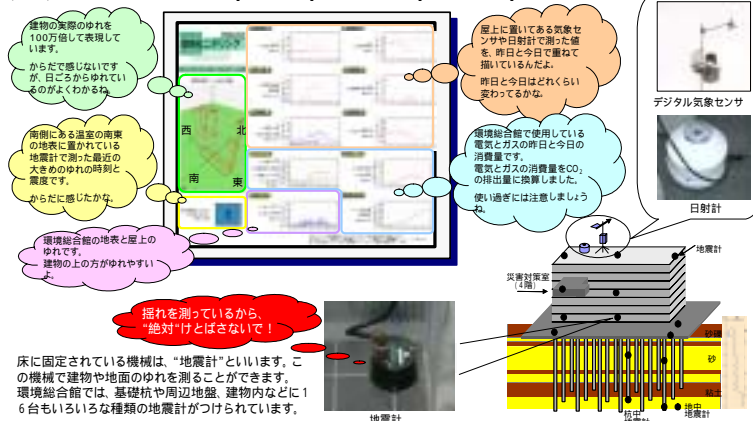 建物の実際のゆれを
100万倍して表現して
います。
からだで感じないです
が、日ごろからゆれてい
るのがよくわかるね。
南側にある温室の南東
の地表に置かれている
地震計で測った最近の
大きめのゆれの時刻と
震度です。
からだに感じたかな。
環境総合館の地表と屋上の
ゆれです。
建物の上の方がゆれやすい
よ。
西
北
南
東
屋上に置いてある気象セ
ンサや日射計で測った値
を、昨日と今日で重ねて
描いているんだよ。
昨日と今日はどれくらい
変わってるかな。
環境総合館で使用している
電気とガスの昨日と今日の
消費量です。
電気とガスの消費量をCO₂
の排出量に換算しました。
使い過ぎには注意しましょう
ね。
デジタル気象センサ
日射計
揺れを測っているから、
"絶対"けとばさないで！
床に固定されている機械は、"地震計"といいます。こ
の機械で建物や地面のゆれを測ることができます。
環境総合館では、基礎杭や周辺地盤、建物内などに1
6台もいろいろな種類の地震計がつけられています。
地震計
地震計
災害対策室
(4階)
砂礫
砂
粘土
杭中
地震計
地中
地震計